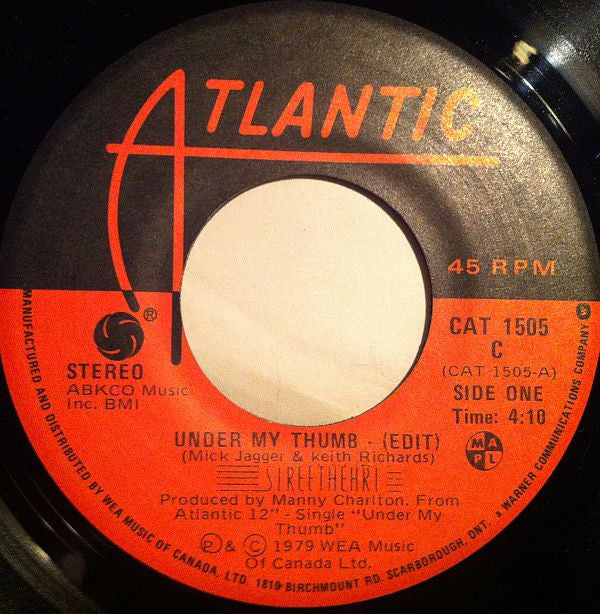 ATLANTIC
45 RPM
®
STEREO
ABKCO Music
Inc. BMI
CAT 1505
C
(CAT 1505-A)
SIDE ONE
Time: 4:10
UNDER MY THUMB - (EDIT)
(Mick Jagger & keith Richards)
M A P L
STREETHEART
Produced by Manny Charlton, From
Atlantic 12" - Single "Under My
Thumb"
Ⓟ & © 1979 WEA Music
Of Canada Ltd.
MANUFACTURED AND DISTRIBUTED BY WEA MUSIC OF CANADA, LTD. 1810 BIRCHMOUNT RD. SCARBOROUGH, ONT. a WARNER COMMUNICATIONS COMPANY